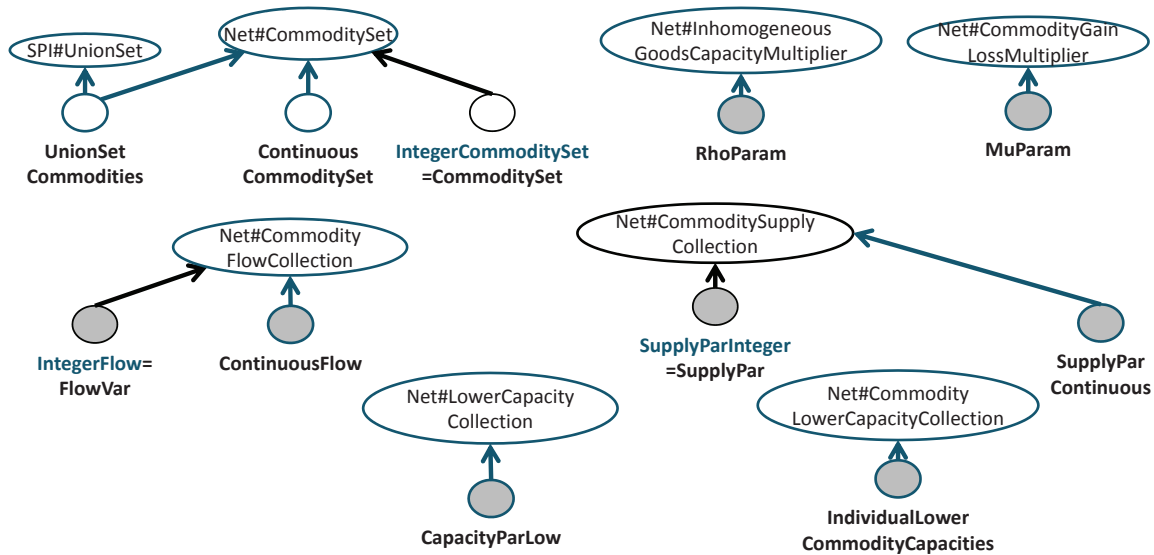 SPI#UnionSet
Net#CommoditySet
Net#Inhomogeneous
GoodsCapacityMultiplier
Net#CommodityGain
LossMultiplier
UnionSet
Commodities
Continuous
CommoditySet
IntegerCommoditySet
=CommoditySet
RhoParam
MuParam
Net#Commodity
FlowCollection
Net#CommoditySupply
Collection
IntegerFlow=
FlowVar
ContinuousFlow
SupplyParInteger
=SupplyPar
SupplyPar
Continuous
Net#LowerCapacity
Collection
Net#Commodity
LowerCapacityCollection
CapacityParLow
IndividualLower
CommodityCapacities